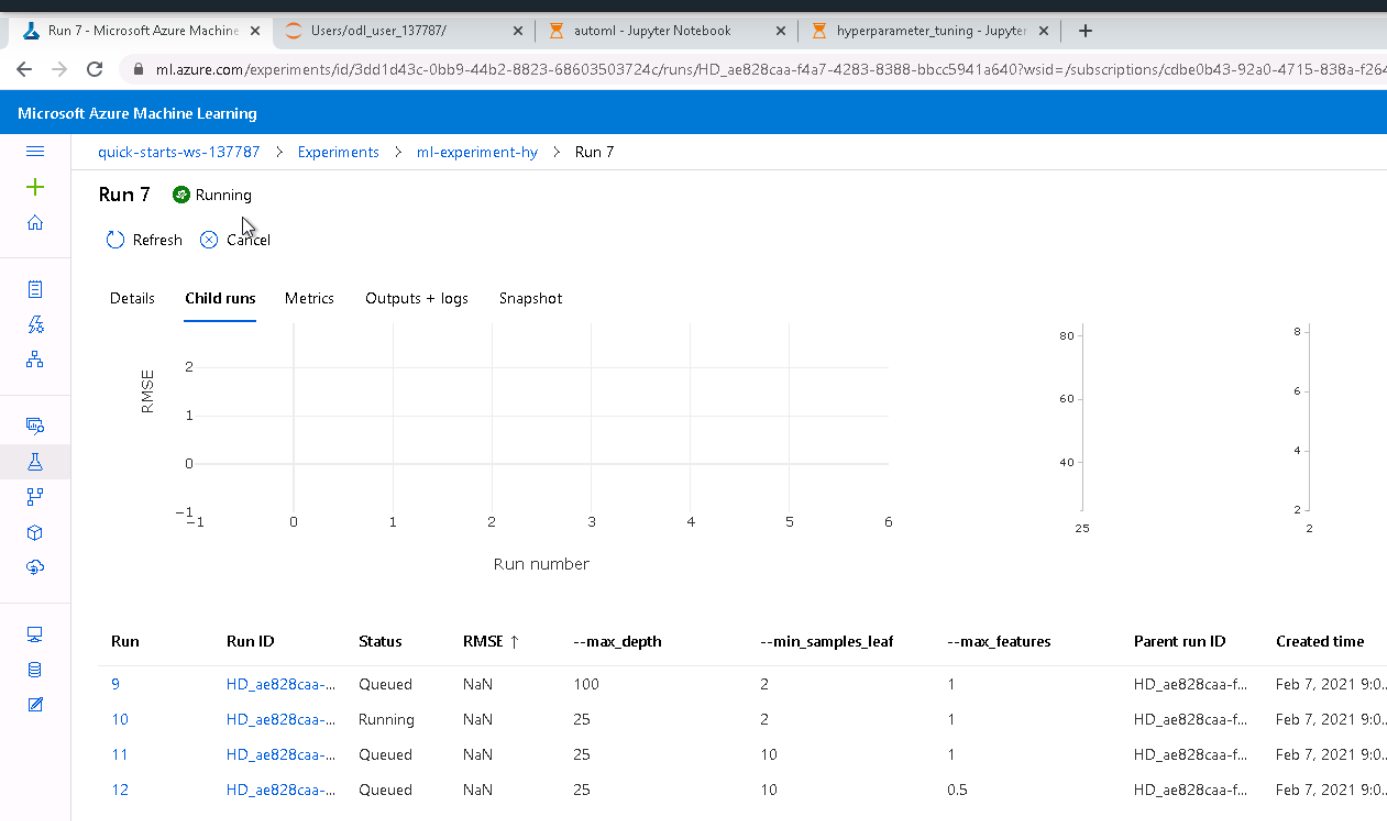 Run 7 - Microsoft Azure Machine
Users/odl_user_137787/
automl - Jupyter Notebook
hyperparameter_tuning - Jupyter
ml.azure.com/experiments/id/3dd1d43c-0bb9-44b2-8823-68603503724c/runs/HD_ae828caa-f4a7-4283-8388-bbcc5941a640?wsid=/subscriptions/cdbe0b43-92a0-4715-838a-f264
Microsoft Azure Machine Learning
quick-starts-ws-137787 > Experiments > ml-experiment-hy > Run 7
Run 7 Running
Refresh Cancel
Details Child runs Metrics Outputs + logs Snapshot
RMSE
2
1
0
−1
−1 0 1 2 3 4 5 6
Run number
80
60
40
25
8
6
4
2
2
Run Run ID Status RMSE ↑ --max_depth --min_samples_leaf --max_features Parent run ID Created time
9 HD_ae828caa-... Queued NaN 100 2 1 HD_ae828caa-f... Feb 7, 2021 9:0...
10 HD_ae828caa-... Running NaN 25 2 1 HD_ae828caa-f... Feb 7, 2021 9:0...
11 HD_ae828caa-... Queued NaN 25 10 1 HD_ae828caa-f... Feb 7, 2021 9:0...
12 HD_ae828caa-... Queued NaN 25 10 0.5 HD_ae828caa-f... Feb 7, 2021 9:0...